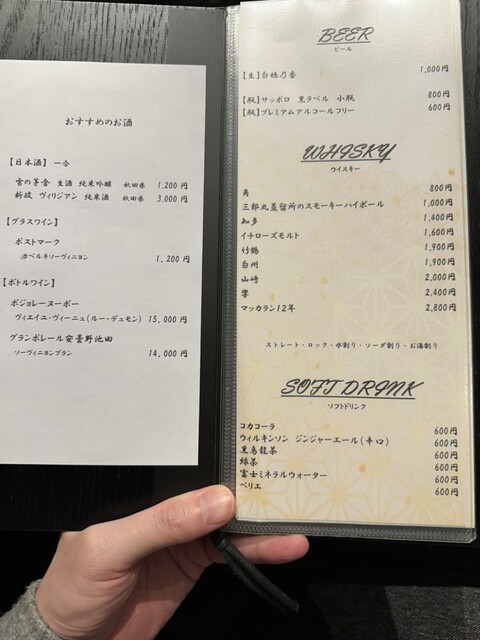 おすすめのお酒
【日本酒】 一合
雪の茅舎 生酒 純米吟醸 秋田県 1,200 円
新政 ヴィリジアン 純米酒 秋田県 3,000 円
【グラスワイン】
ポストマーク
カベルネソーヴィニヨン 1,200 円
【ボトルワイン】
ボジョレーヌーボー
ヴィエイユ・ヴィーニュ(ルー・デュモン) 15,000 円
グランポレール安曇野池田
ソーヴィニヨンブラン 14,000 円
BEER
ビール
【生】白穂乃香 1,000円
【瓶】サッポロ 黒ラベル 小瓶 800円
【瓶】プレミアムアルコールフリー 600円
WHISKY
ウイスキー
角 800円
三郎丸蒸留所のスモーキーハイボール 1,000円
知多 1,400円
イチローズモルト 1,600円
竹鶴 1,900円
白州 1,900円
山崎 2,000円
響 2,400円
マッカラン12年 2,800円
ストレート・ロック・水割り・ソーダ割り・お湯割り
SOFT DRINK
ソフトドリンク
コカコーラ 600円
ウィルキンソン ジンジャーエール(辛口) 600円
黒烏龍茶 600円
緑茶 600円
富士ミネラルウォーター 600円
ペリエ 600円